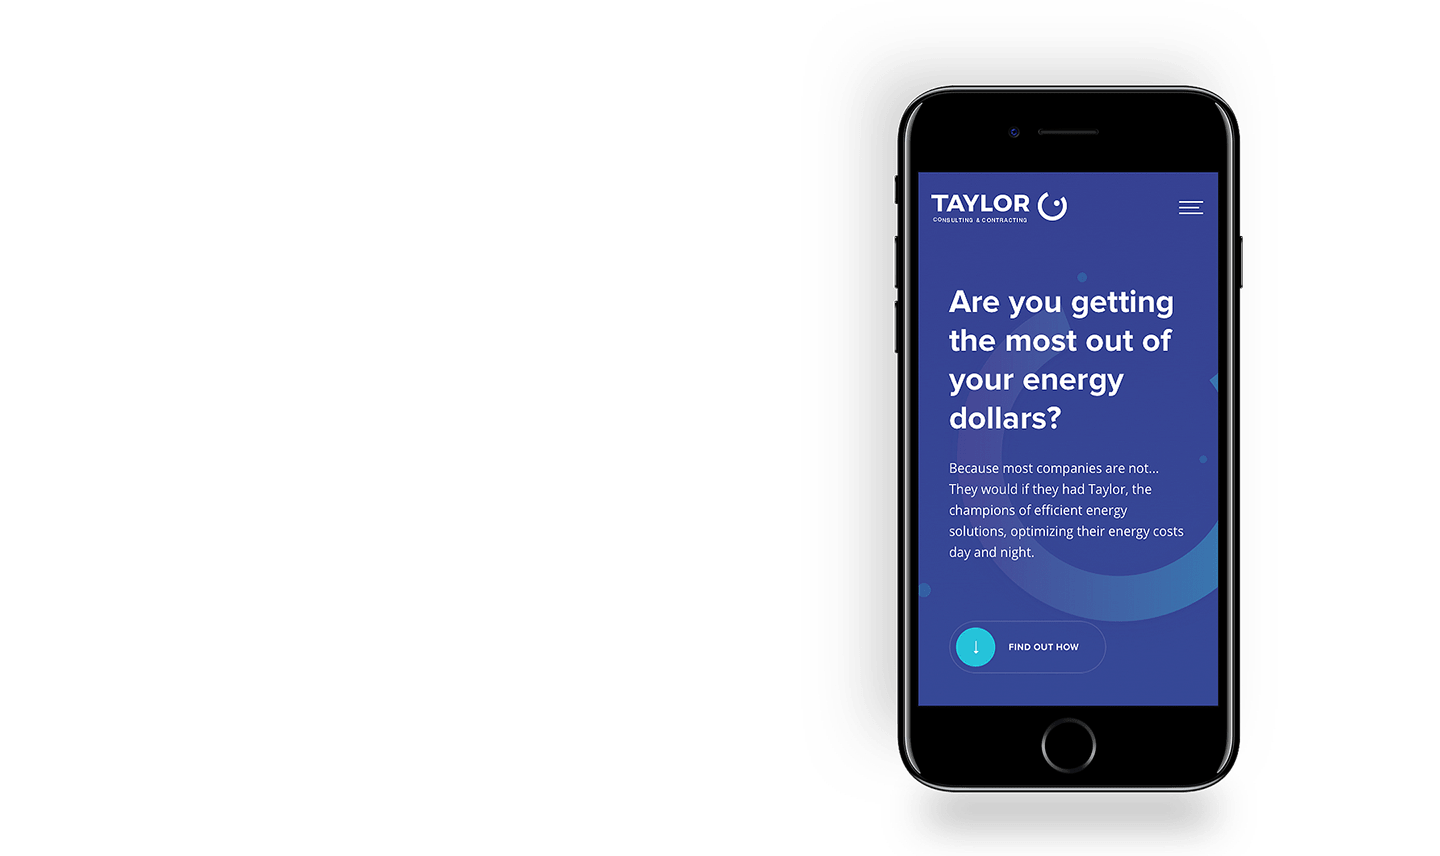 TAYLOR
CONSULTING & CONTRACTING
Are you getting
the most out of
your energy
dollars?
Because most companies are not...
They would if they had Taylor, the
champions of efficient energy
solutions, optimizing their energy costs
day and night.
FIND OUT HOW